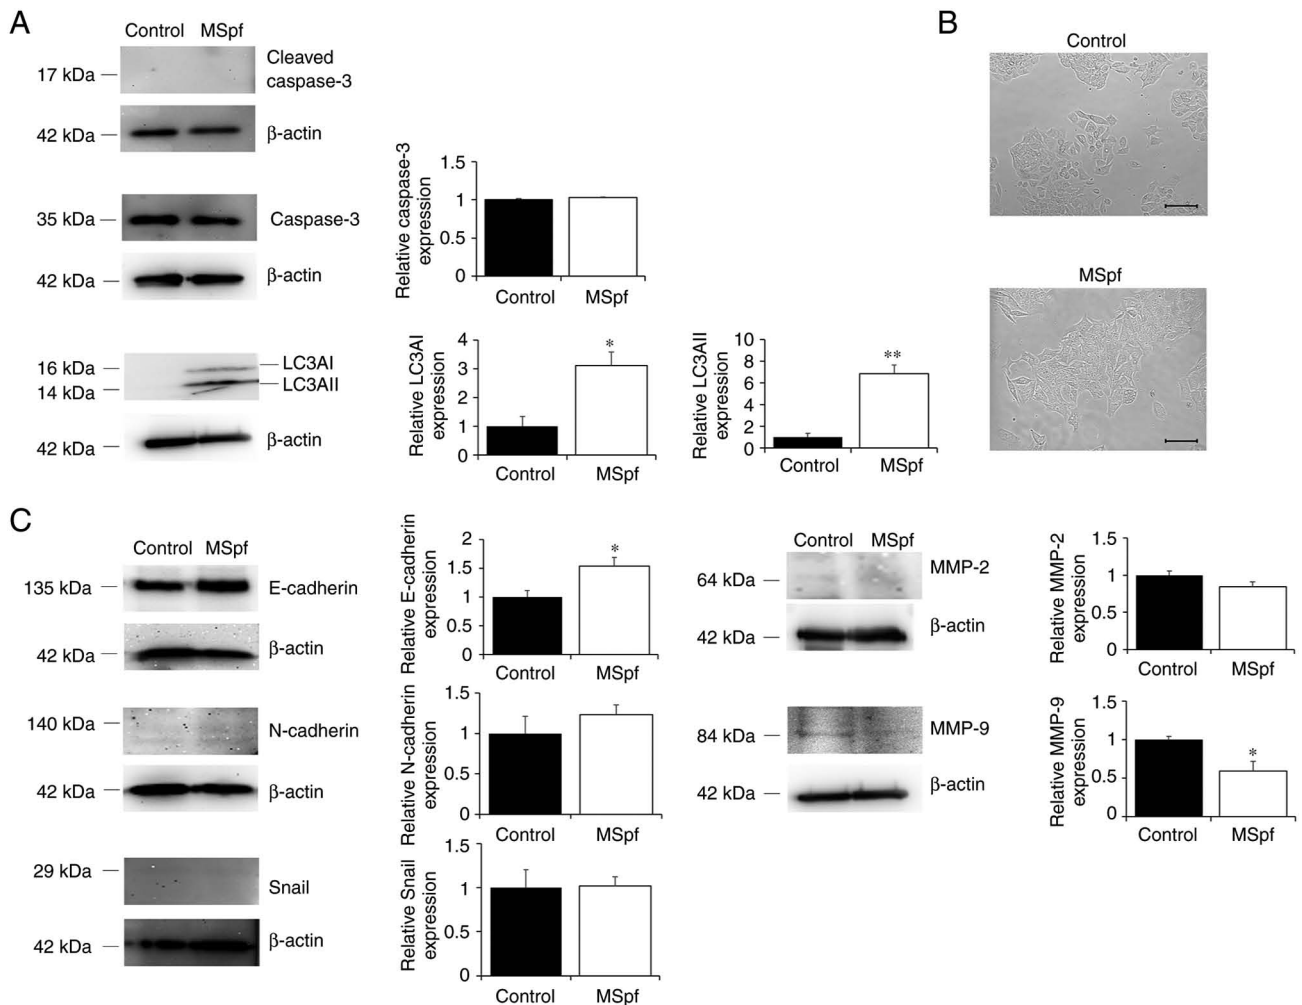 A
Control MSpf
17 kDa
Cleaved
caspase-3
42 kDa
β-actin
35 kDa
Caspase-3
42 kDa
β-actin
16 kDa
14 kDa
LC3AI
LC3AII
42 kDa
β-actin
Relative caspase-3
expression
1.5
1
0.5
0
Control MSpf
Relative LC3AI
expression
4
3
2
1
0
*
Control MSpf
Relative LC3AII
expression
10
8
6
4
2
0
**
Control MSpf
B
Control
MSpf
C
Control MSpf
135 kDa
E-cadherin
42 kDa
β-actin
140 kDa
N-cadherin
42 kDa
β-actin
29 kDa
Snail
42 kDa
β-actin
Relative E-cadherin
expression
2
1.5
1
0.5
0
*
Control MSpf
Relative N-cadherin
expression
1.5
1
0.5
0
Control MSpf
Relative Snail
expression
1.5
1
0.5
0
Control MSpf
Control MSpf
64 kDa
MMP-2
42 kDa
β-actin
84 kDa
MMP-9
42 kDa
β-actin
Relative MMP-2
expression
1.5
1
0.5
0
Control MSpf
Relative MMP-9
expression
1.5
1
0.5
0
*
Control MSpf